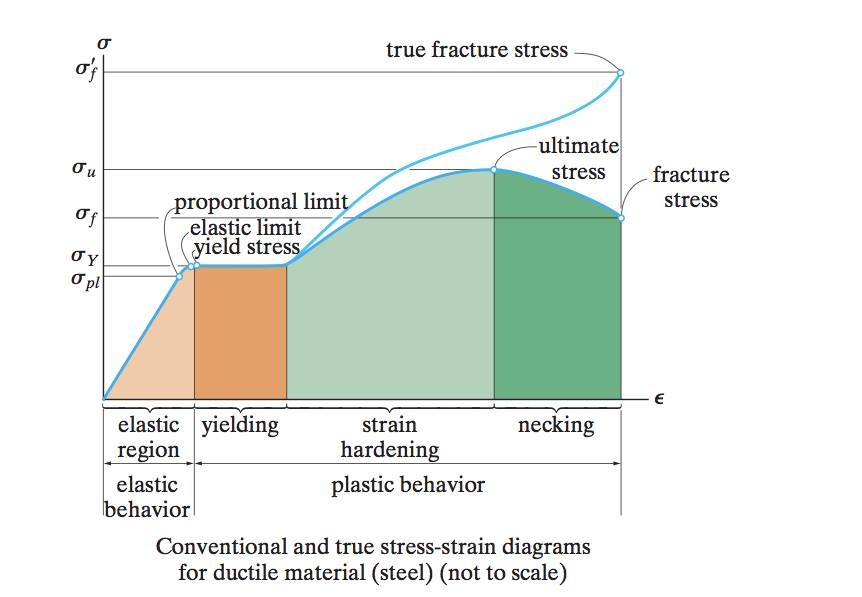 σ
true fracture stress
σ′f
ultimate
stress
σu
fracture
stress
proportional limit
σf
elastic limit
yield stress
σY
σpl
ϵ
elastic
region
yielding
strain
hardening
necking
elastic
behavior
plastic behavior
Conventional and true stress-strain diagrams
for ductile material (steel) (not to scale)